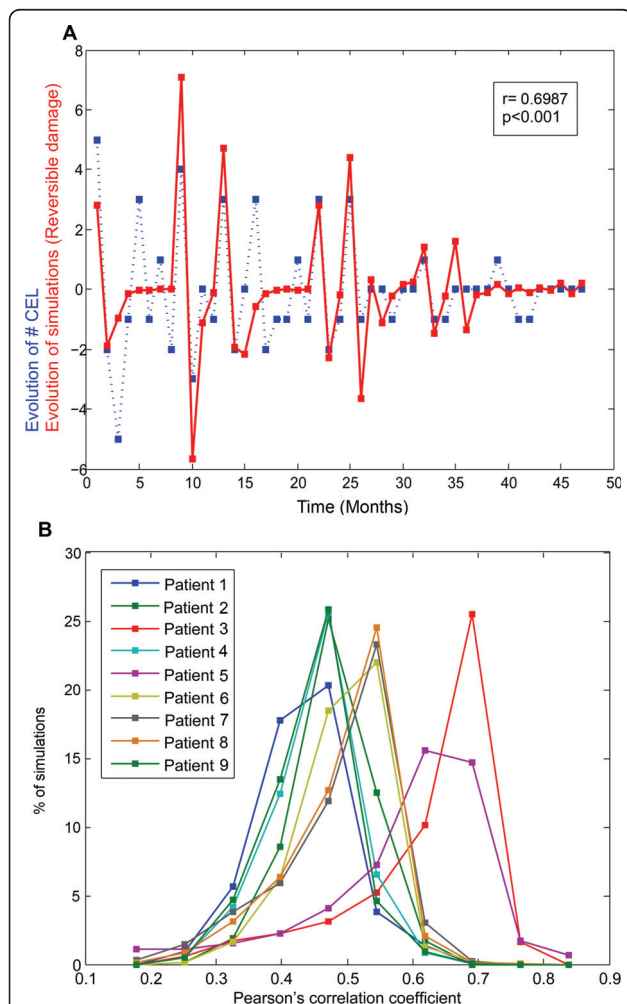 A
8
6
4
2
0
−2
−4
−6
Evolution of # CEL
Evolution of simulations (Reversible damage)
r= 0.6987
p<0.001
0 5 10 15 20 25 30 35 40 45 50
Time (Months)
B
30
25
20
15
10
5
0
% of simulations
Patient 1
Patient 2
Patient 3
Patient 4
Patient 5
Patient 6
Patient 7
Patient 8
Patient 9
0.1 0.2 0.3 0.4 0.5 0.6 0.7 0.8 0.9
Pearson's correlation coefficient